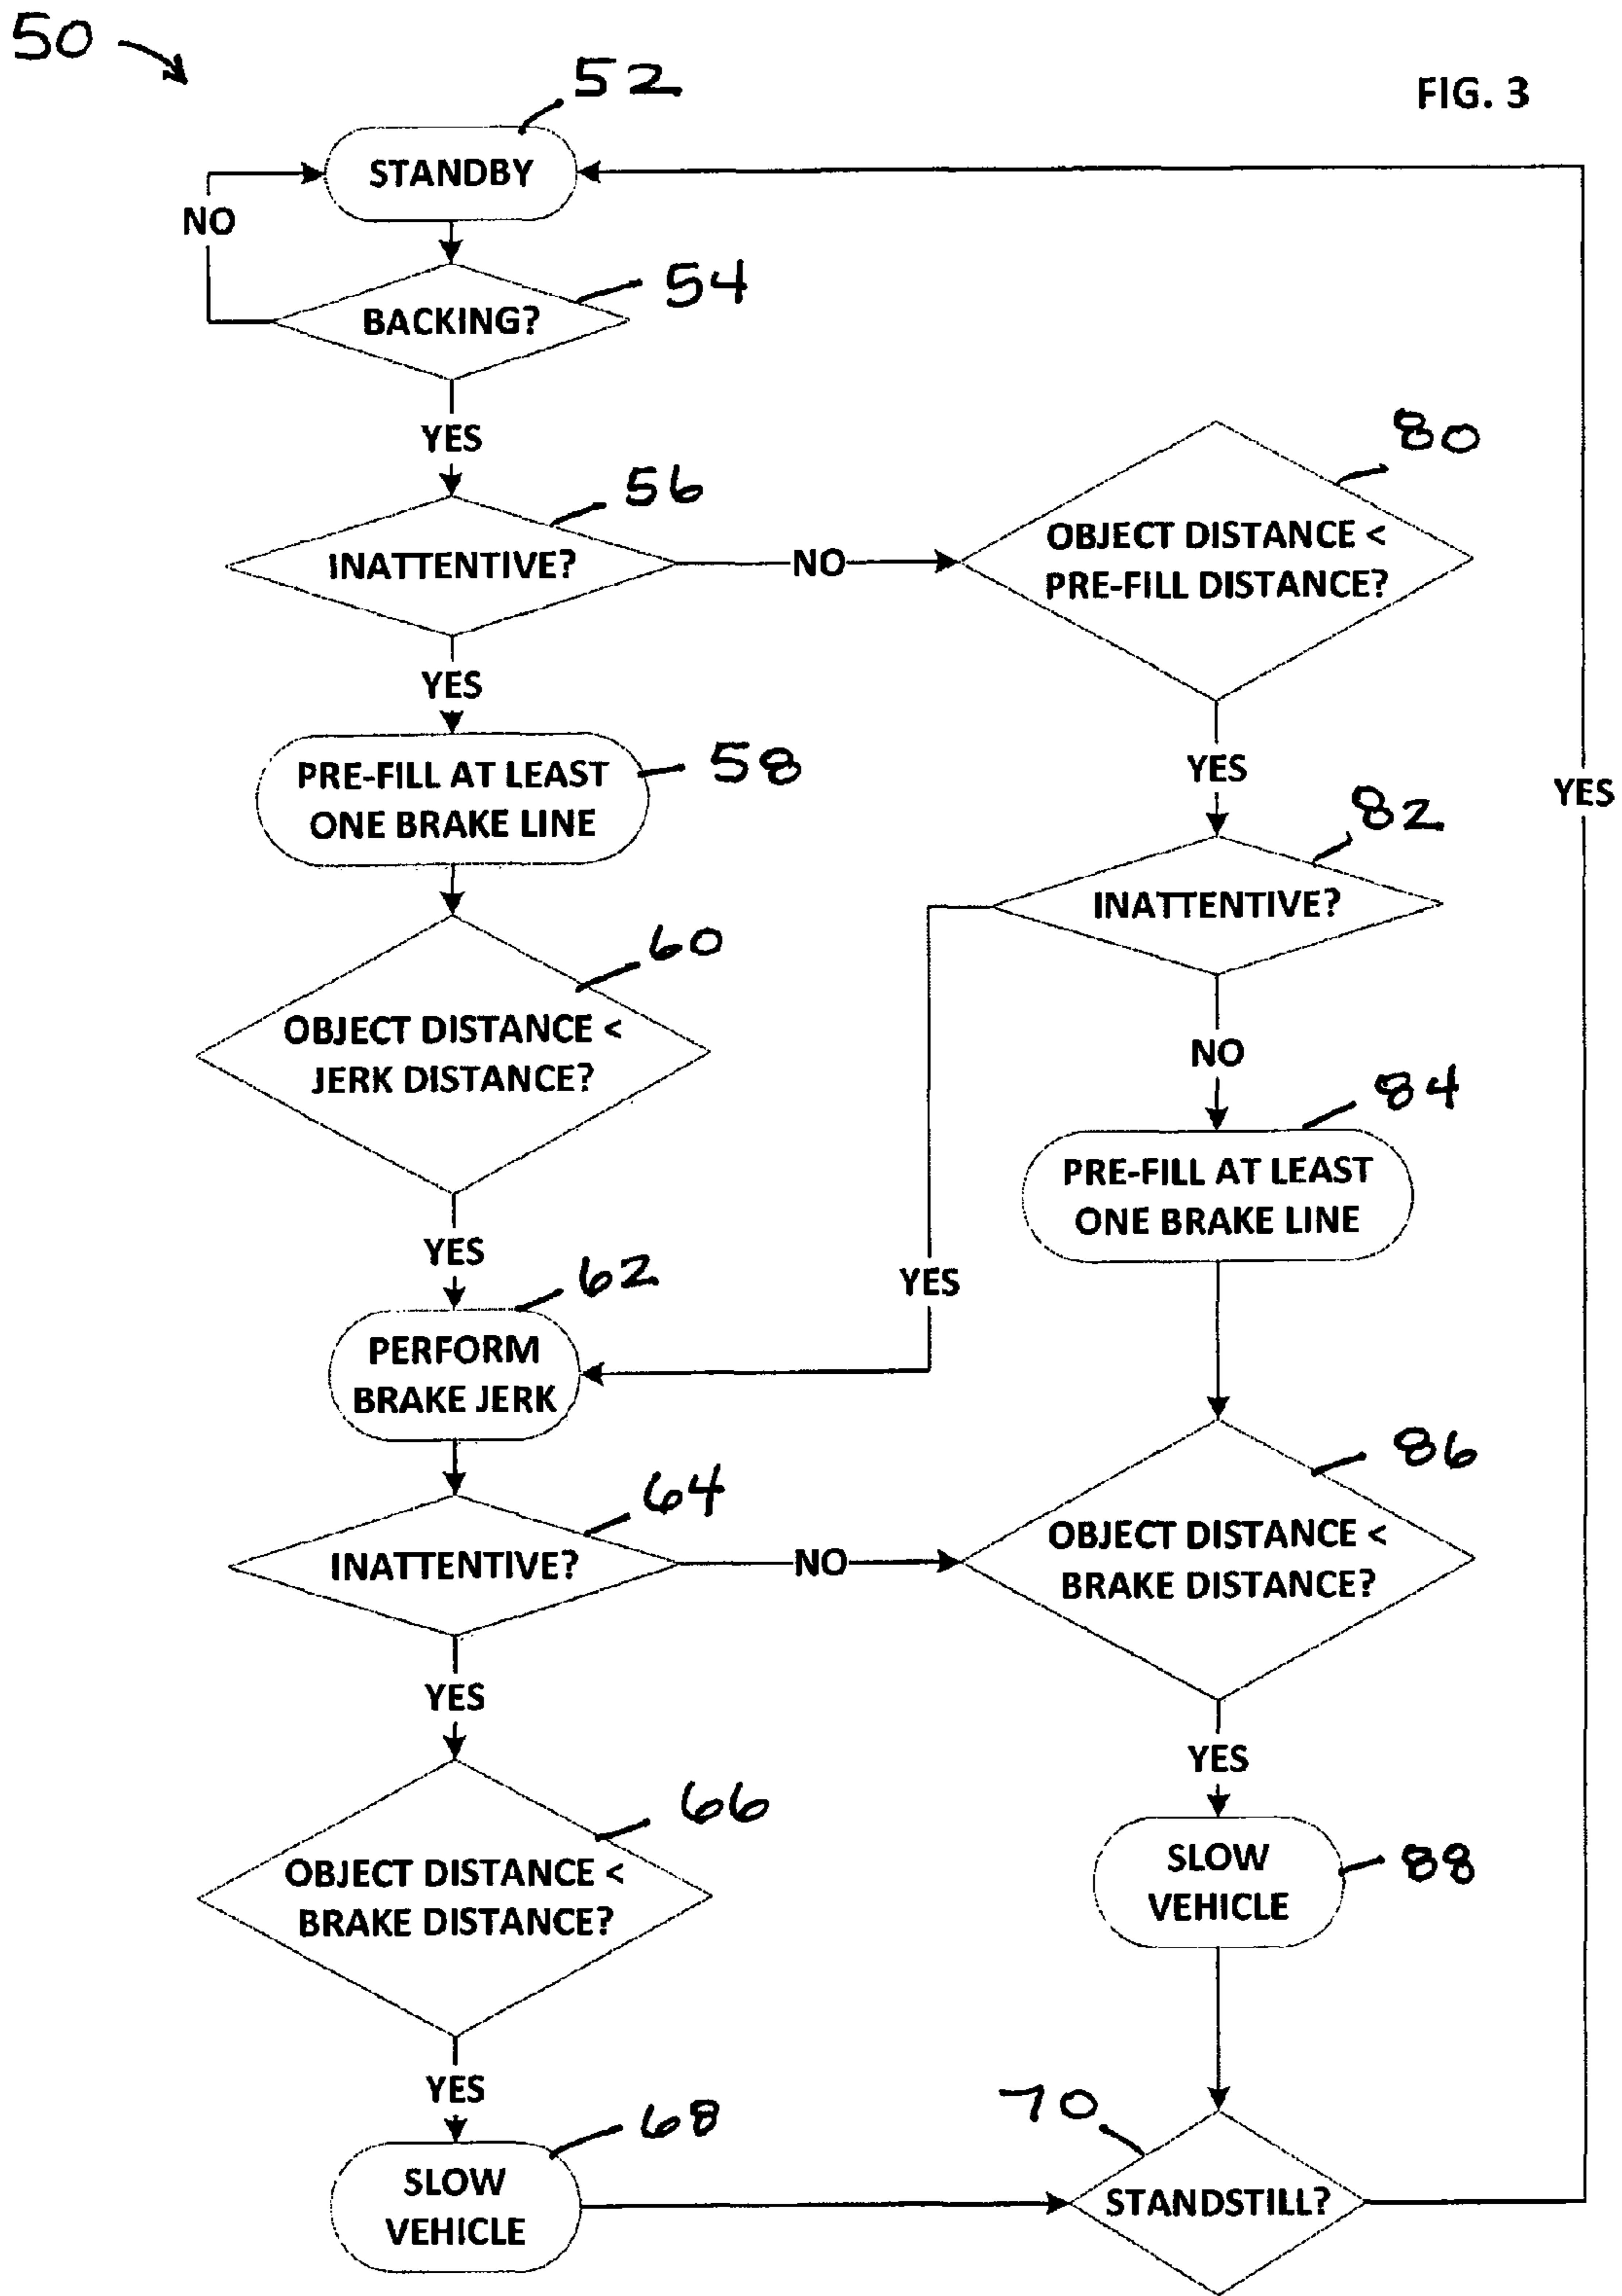 50
52
FIG. 3
STANDBY
NO
54
BACKING?
YES
80
56
OBJECT DISTANCE <
PRE-FILL DISTANCE?
INATTENTIVE?
NO
YES
58
PRE-FILL AT LEAST
ONE BRAKE LINE
YES
YES
82
INATTENTIVE?
60
OBJECT DISTANCE <
JERK DISTANCE?
NO
84
PRE-FILL AT LEAST
ONE BRAKE LINE
YES
62
YES
PERFORM
BRAKE JERK
86
64
OBJECT DISTANCE <
BRAKE DISTANCE?
INATTENTIVE?
NO
YES
YES
66
OBJECT DISTANCE <
BRAKE DISTANCE?
SLOW
VEHICLE
88
YES
70
68
SLOW
VEHICLE
STANDSTILL?